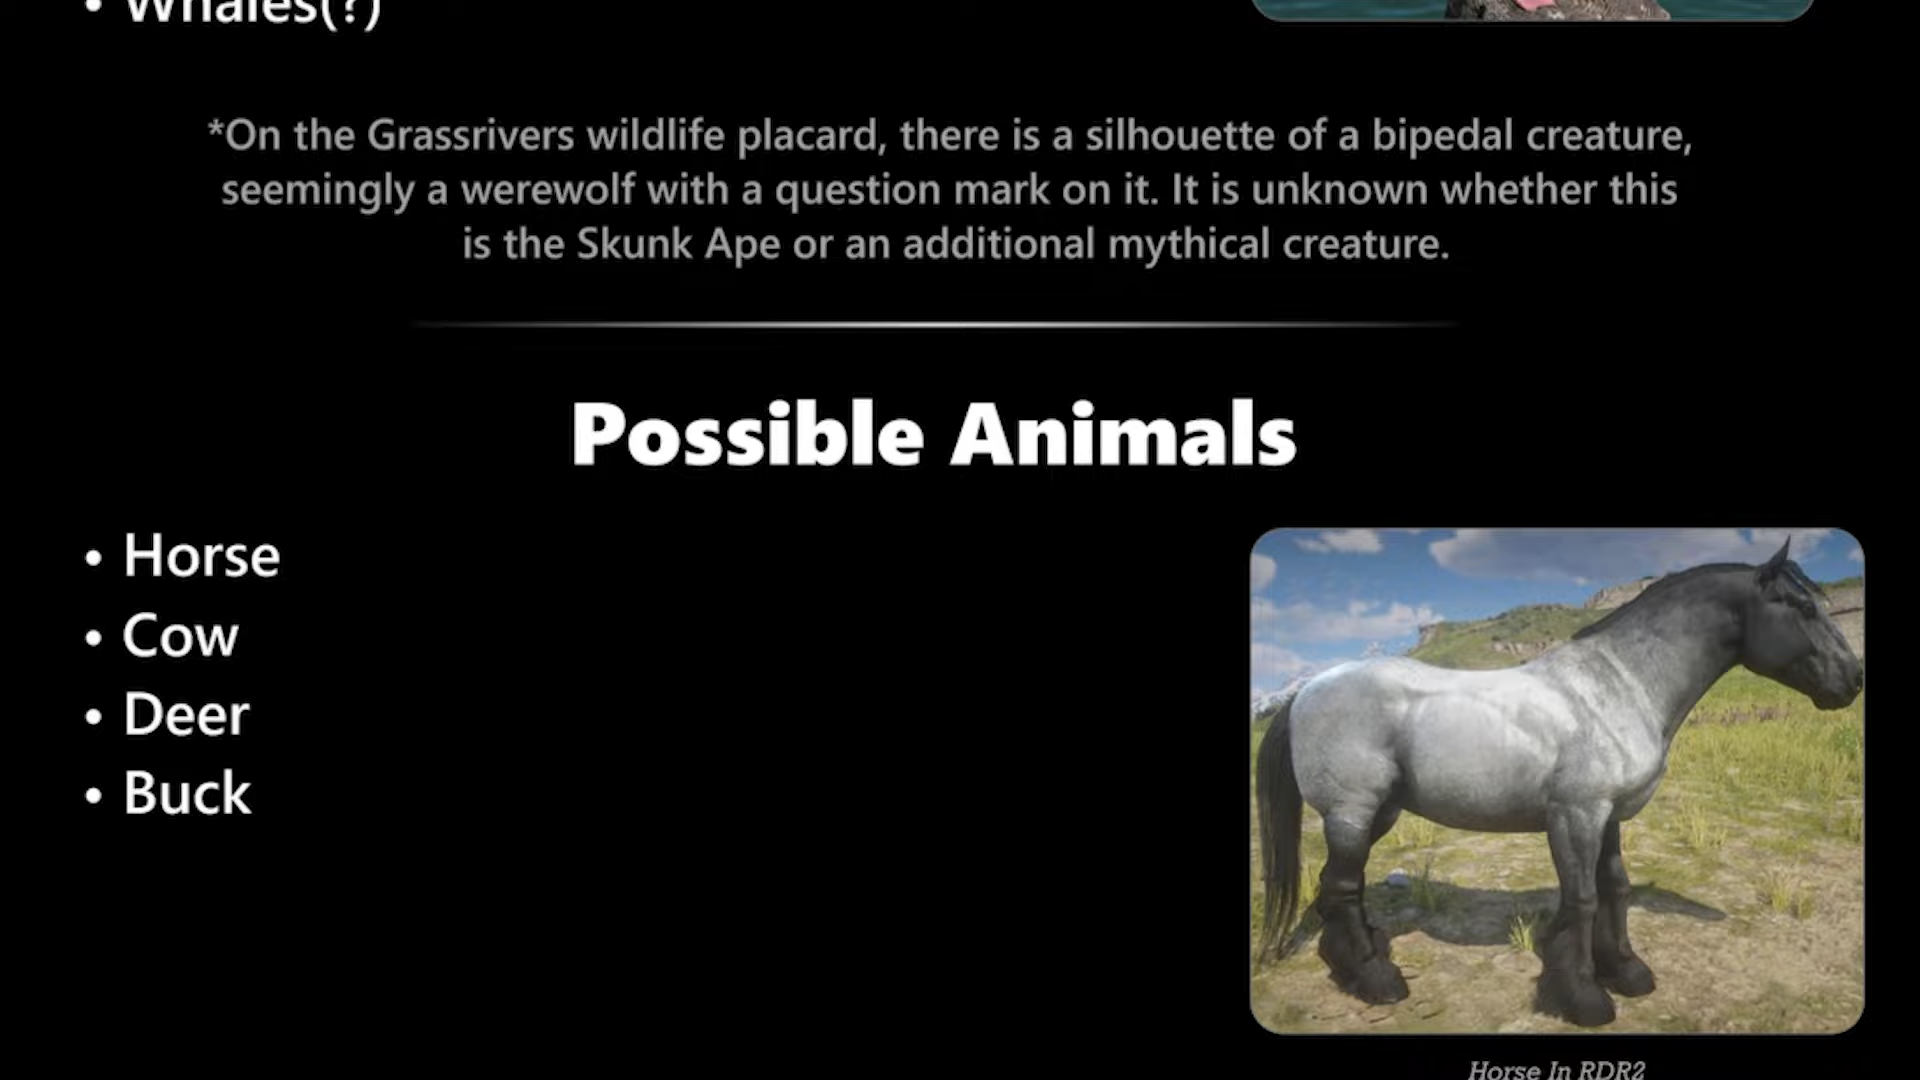 • Whales(?)
*On the Grassrivers wildlife placard, there is a silhouette of a bipedal creature,
seemingly a werewolf with a question mark on it. It is unknown whether this
is the Skunk Ape or an additional mythical creature.
Possible Animals
• Horse
• Cow
• Deer
• Buck
Horse In RDR2